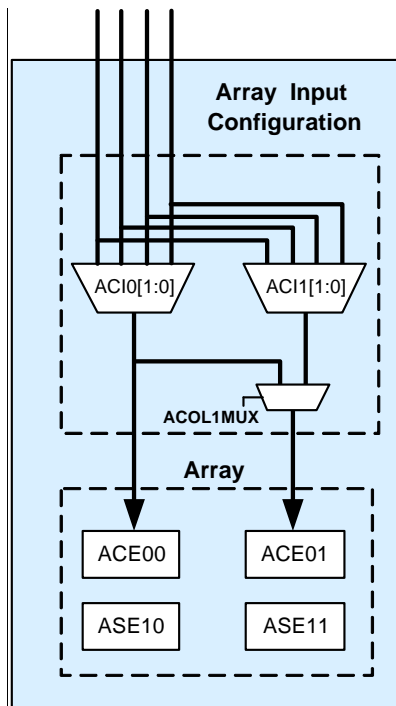 Array Input
Configuration
ACI0[1:0]
ACI1[1:0]
ACOL1MUX
Array
ACE00
ACE01
ASE10
ASE11